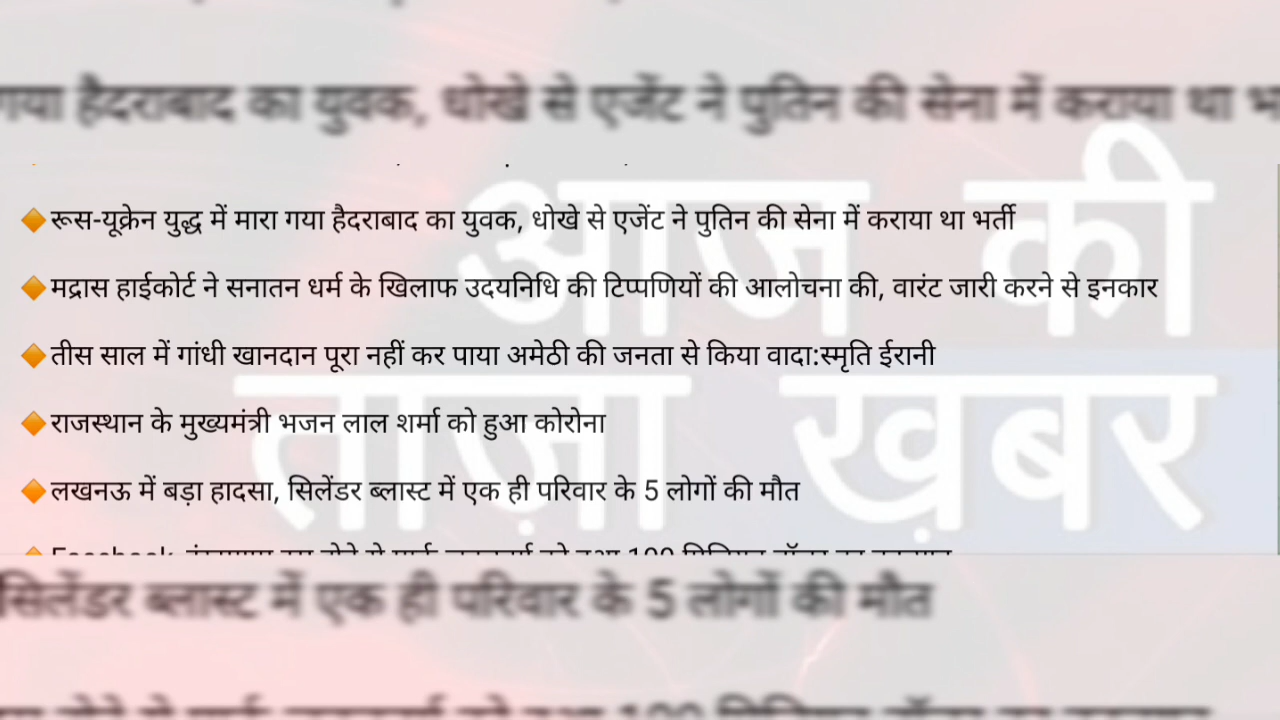 गया हैदराबाद का युवक, धोखे से एजेंट ने पुतिन की सेना में कराया था
🔶रूस-यूक्रेन युद्ध में मारा गया हैदराबाद का युवक, धोखे से एजेंट ने पुतिन की सेना में कराया था भर्ती
🔶मद्रास हाईकोर्ट ने सनातन धर्म के खिलाफ उदयनिधि की टिप्पणियों की आलोचना की, वारंट जारी करने से इनकार
आज की
🔶तीस साल में गांधी खानदान पूरा नहीं कर पाया अमेठी की जनता से किया वादा:स्मृति ईरानी
🔶राजस्थान के मुख्यमंत्री भजन लाल शर्मा को हुआ कोरोना
ताज़ा ख़बर
🔶लखनऊ में बड़ा हादसा, सिलेंडर ब्लास्ट में एक ही परिवार के 5 लोगों की मौत
सिलेंडर ब्लास्ट में एक ही परिवार के 5 लोगों की मौत